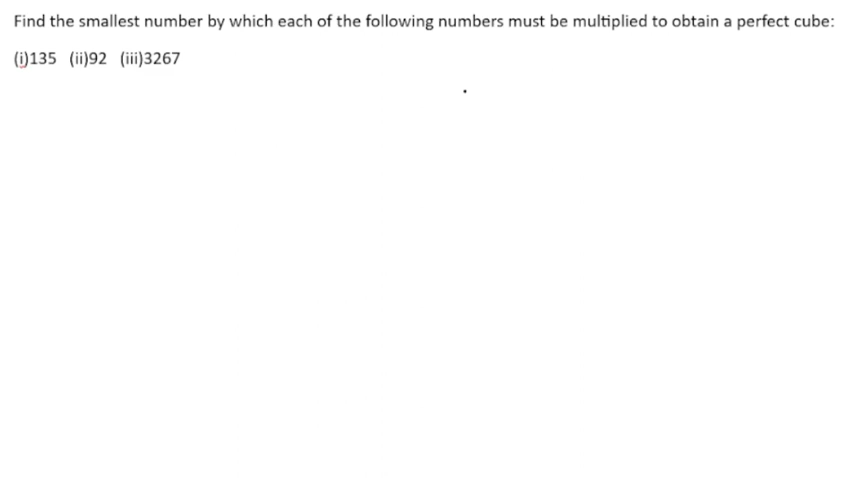 Find the smallest number by which each of the following numbers must be multiplied to obtain a perfect cube:
(i)135 (ii)92 (iii)3267